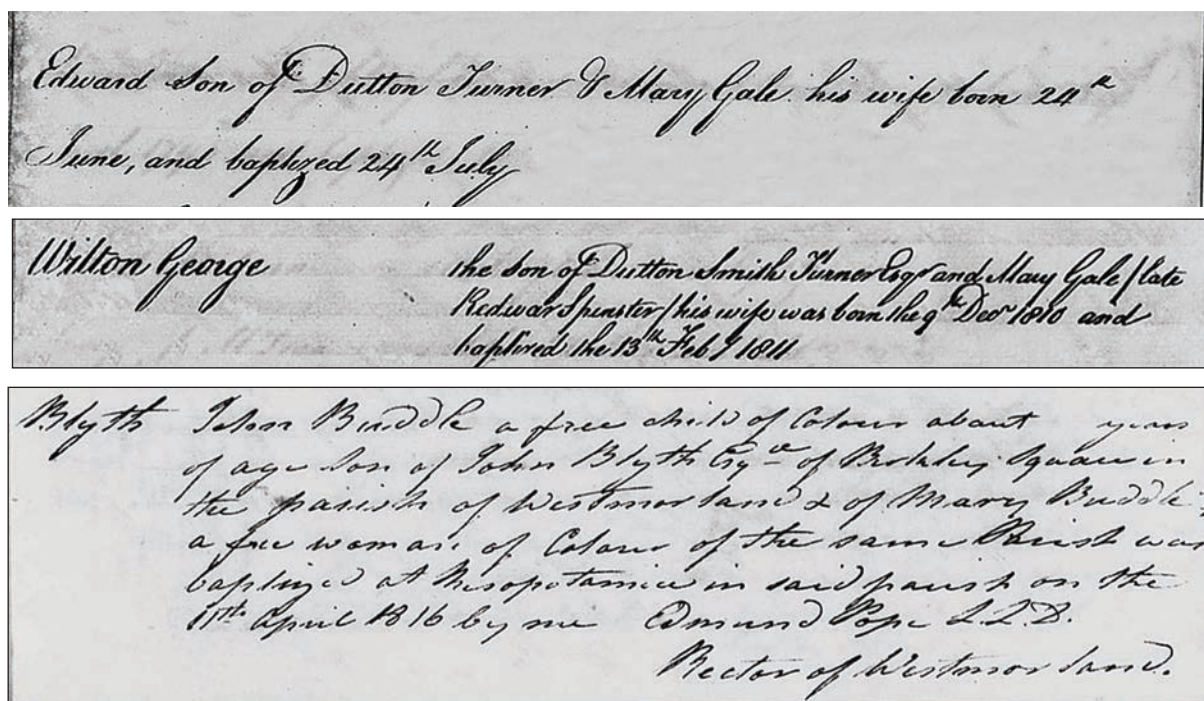 Edward Son of Dutton Turner & Mary Gale his wife born 24th
June, and baptized 24th July
Wilton George the Son of Dutton Smith Turner Esqr and Mary Gale / late
Redwar Spinster / his wife was born the 9th Decr 1810 and
baptized the 13th Feby 1811
Blyth John Buddle a free child of Colour about years
of age Son of John Blyth Esqre of Berkley Square in
the parish of Westmorland & of Mary Buddle
a free woman of Colour of the same Parish was
baptized at Mesopotamia in said parish on the
11th April 1816 by me Edmund Pope L.L.D.
Rector of Westmorland.